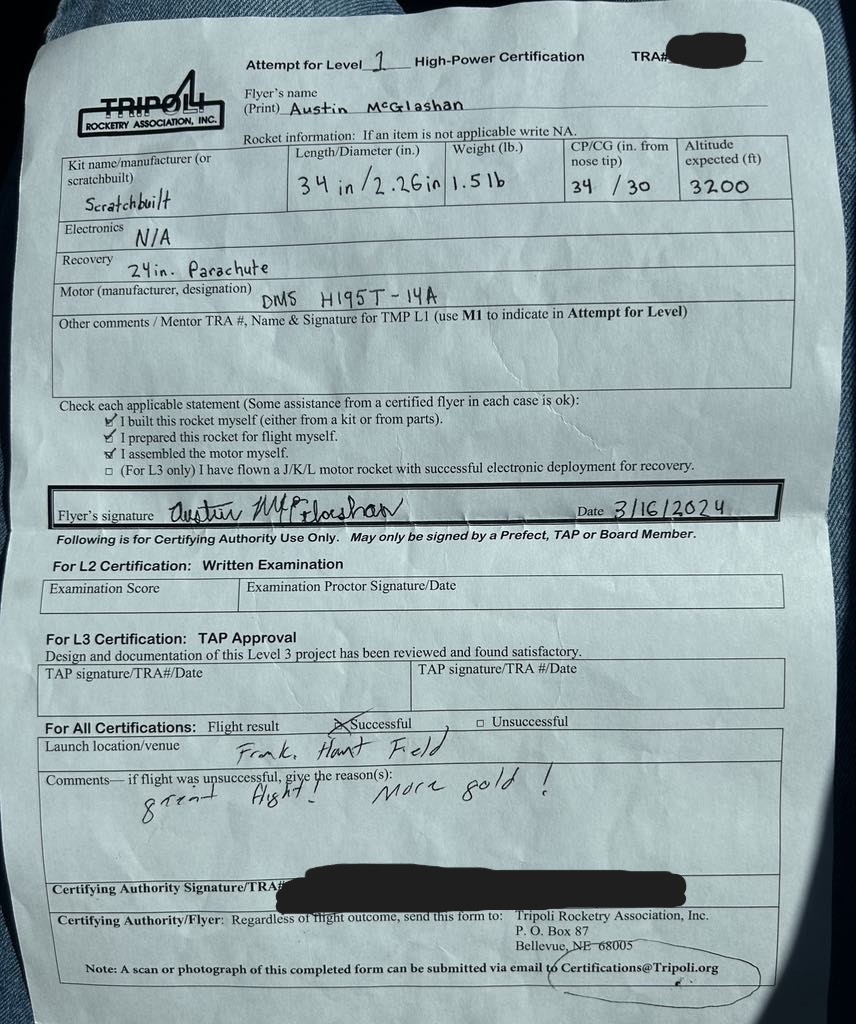 Attempt for Level 1 High-Power Certification TRA#
TRIPOLI
ROCKETRY ASSOCIATION, INC.
Flyer's name
(Print) Austin McGlashan
Rocket information: If an item is not applicable write NA.
Kit name/manufacturer (or scratchbuilt) Scratchbuilt
Length/Diameter (in.) 34 in/2.26in
Weight (lb.) 1.5 lb
CP/CG (in. from nose tip) 34 / 30
Altitude expected (ft) 3200
Electronics N/A
Recovery 24in. Parachute
Motor (manufacturer, designation) DMS H195T-14A
Other comments / Mentor TRA #, Name & Signature for TMP L1 (use M1 to indicate in Attempt for Level)
Check each applicable statement (Some assistance from a certified flyer in each case is ok):
☑ I built this rocket myself (either from a kit or from parts).
☑ I prepared this rocket for flight myself.
☑ I assembled the motor myself.
☐ (For L3 only) I have flown a J/K/L motor rocket with successful electronic deployment for recovery.
Flyer's signature Austin McGlashan Date 3/16/2024
Following is for Certifying Authority Use Only. May only be signed by a Prefect, TAP or Board Member.
For L2 Certification: Written Examination
Examination Score Examination Proctor Signature/Date
For L3 Certification: TAP Approval
Design and documentation of this Level 3 project has been reviewed and found satisfactory.
TAP signature/TRA#/Date TAP signature/TRA #/Date
For All Certifications: Flight result ☒ Successful ☐ Unsuccessful
Launch location/venue Frank. Hunt Field
Comments— if flight was unsuccessful, give the reason(s):
great flight! More gold!
Certifying Authority Signature/TRA#
Certifying Authority/Flyer: Regardless of flight outcome, send this form to: Tripoli Rocketry Association, Inc.
P. O. Box 87
Bellevue, NE 68005
Note: A scan or photograph of this completed form can be submitted via email to Certifications@Tripoli.org